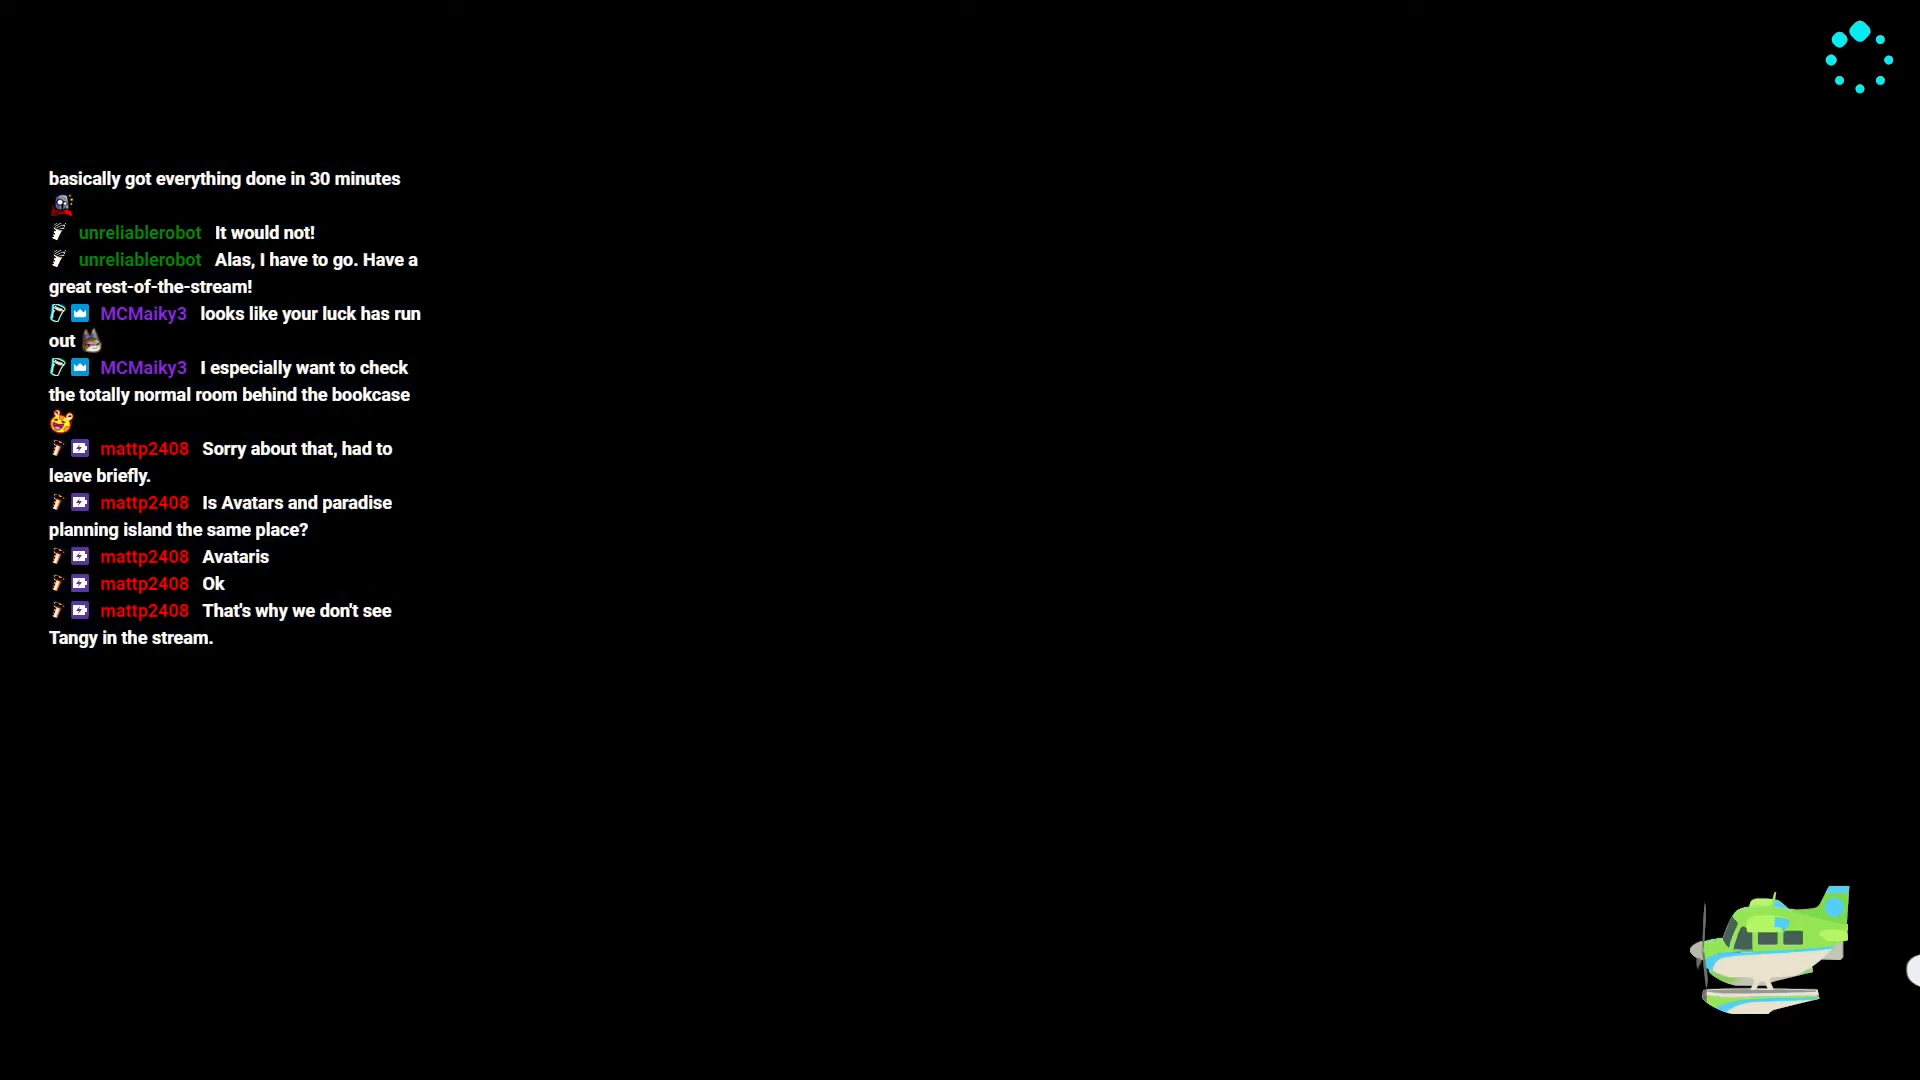 basically got everything done in 30 minutes
unreliablerobot It would not!
unreliablerobot Alas, I have to go. Have a
great rest-of-the-stream!
MCMaiky3 looks like your luck has run
out
MCMaiky3 I especially want to check
the totally normal room behind the bookcase
mattp2408 Sorry about that, had to
leave briefly.
mattp2408 Is Avatars and paradise
planning island the same place?
mattp2408 Avataris
mattp2408 Ok
mattp2408 That's why we don't see
Tangy in the stream.